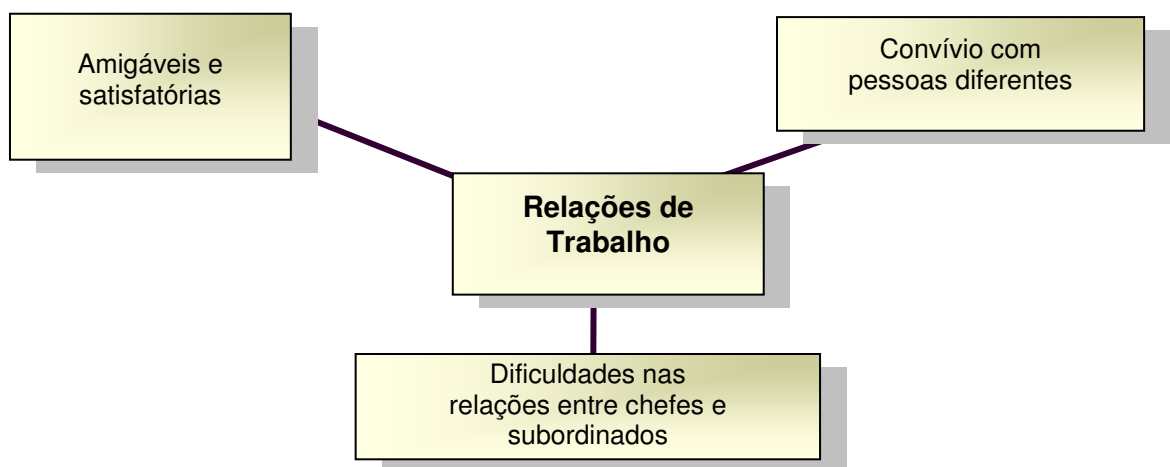 Amigáveis e
satisfatórias
Convívio com
pessoas diferentes
Relações de
Trabalho
Dificuldades nas
relações entre chefes e
subordinados